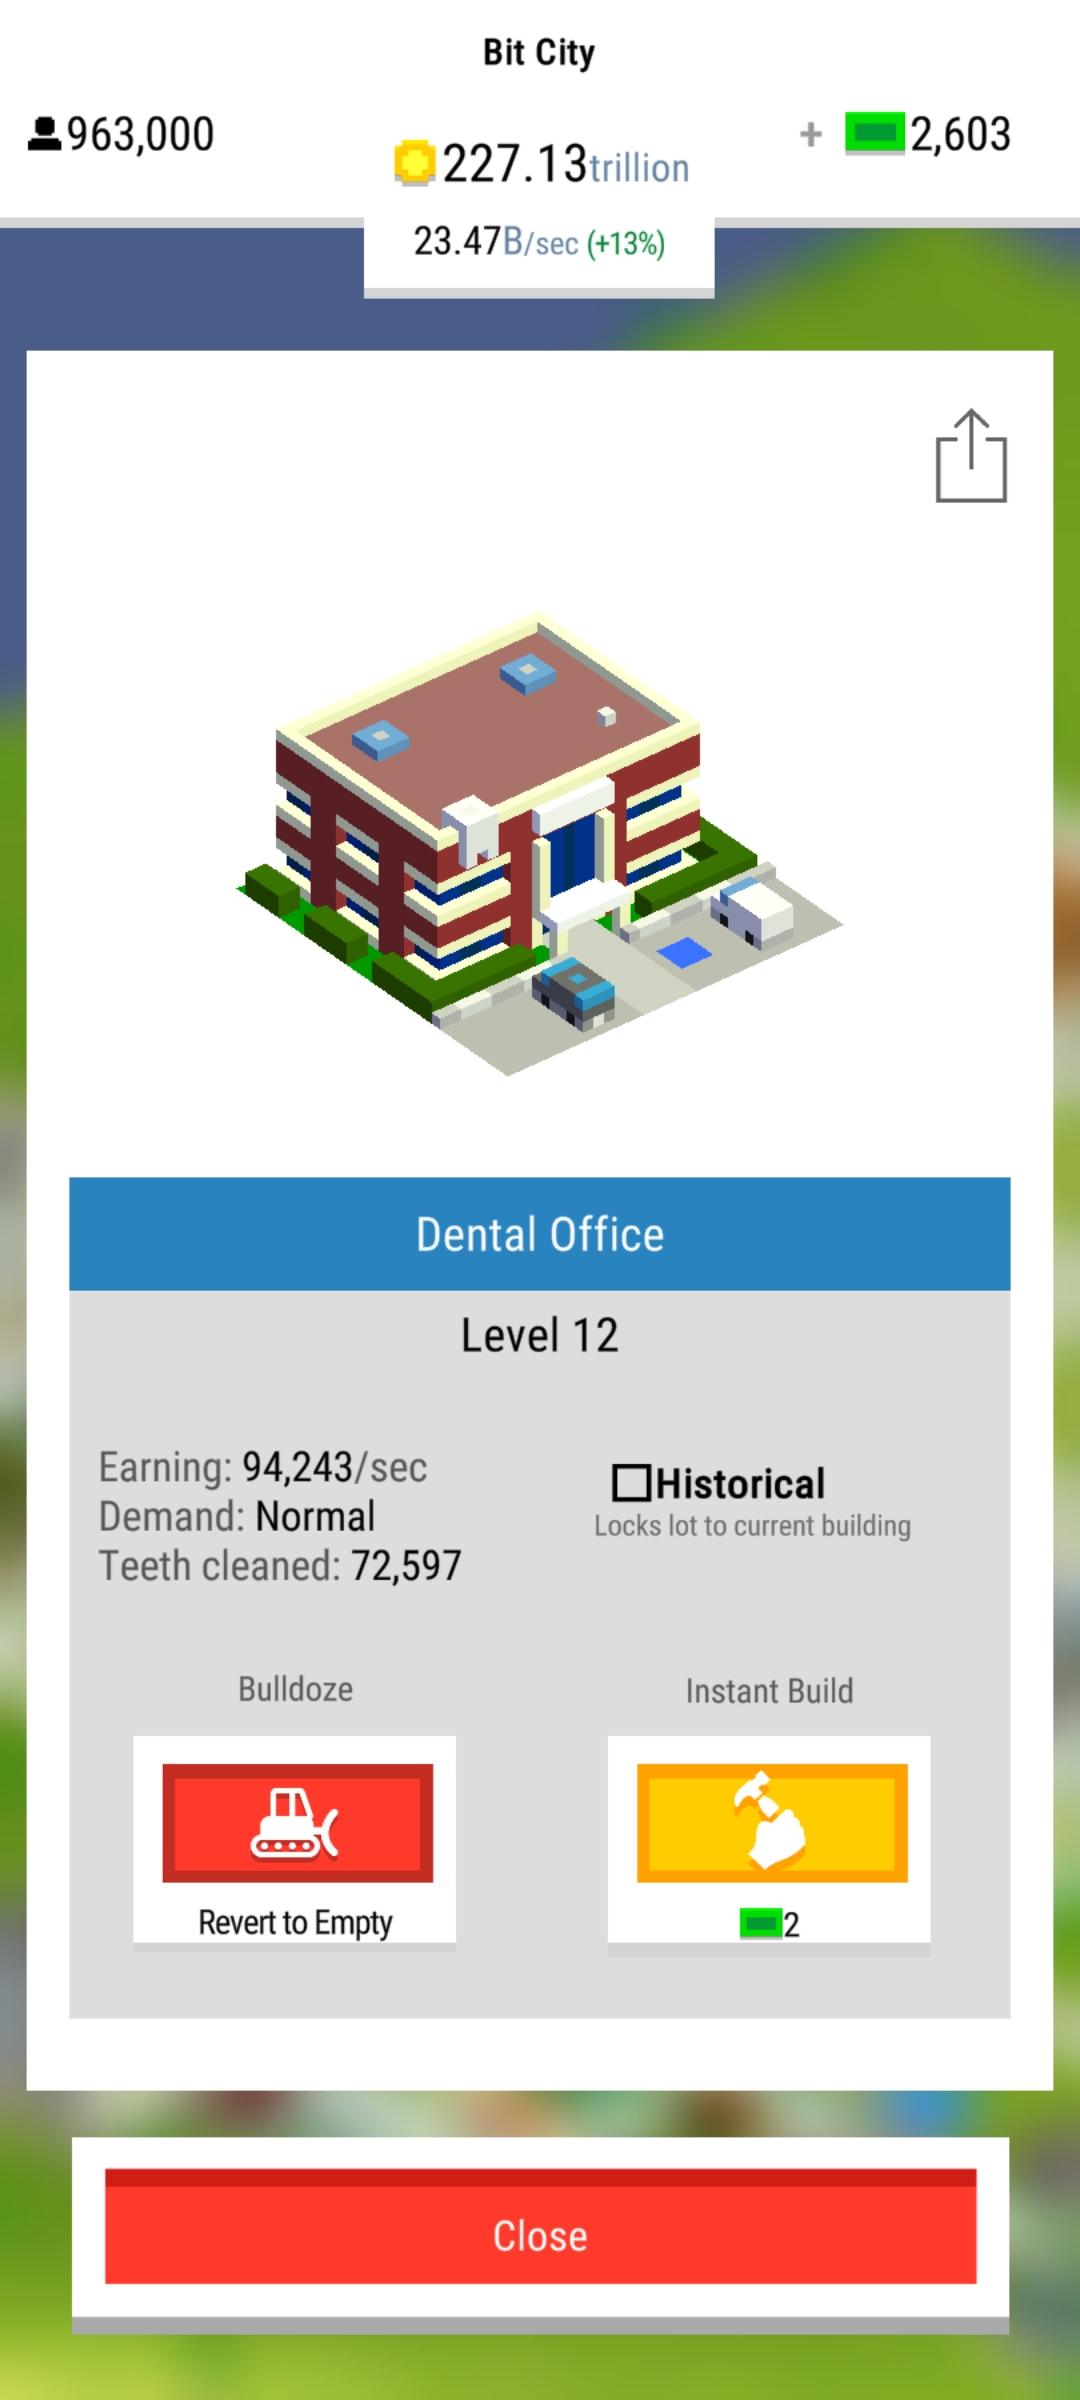 Bit City
963,000
227.13trillion
+ 2,603
23.47B/sec (+13%)
Dental Office
Level 12
Earning: 94,243/sec
Demand: Normal
Teeth cleaned: 72,597
Historical
Locks lot to current building
Bulldoze
Revert to Empty
Instant Build
2
Close